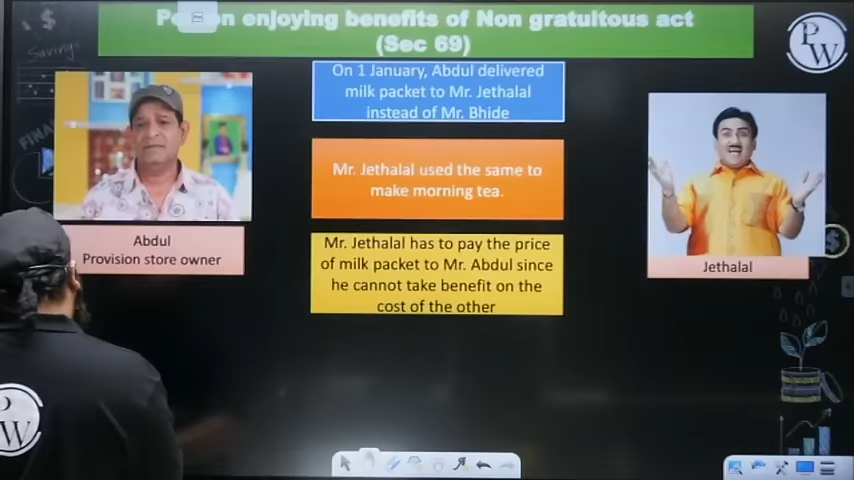 enjoying benefits of Non gratuitous act
(Sec 69)
PW
Savings
On 1 January, Abdul delivered
milk packet to Mr. Jethalal
instead of Mr. Bhide
Mr. Jethalal used the same to
make morning tea.
Mr. Jethalal has to pay the price
of milk packet to Mr. Abdul since
he cannot take benefit on the
cost of the other
Abdul
Provision store owner
Jethalal